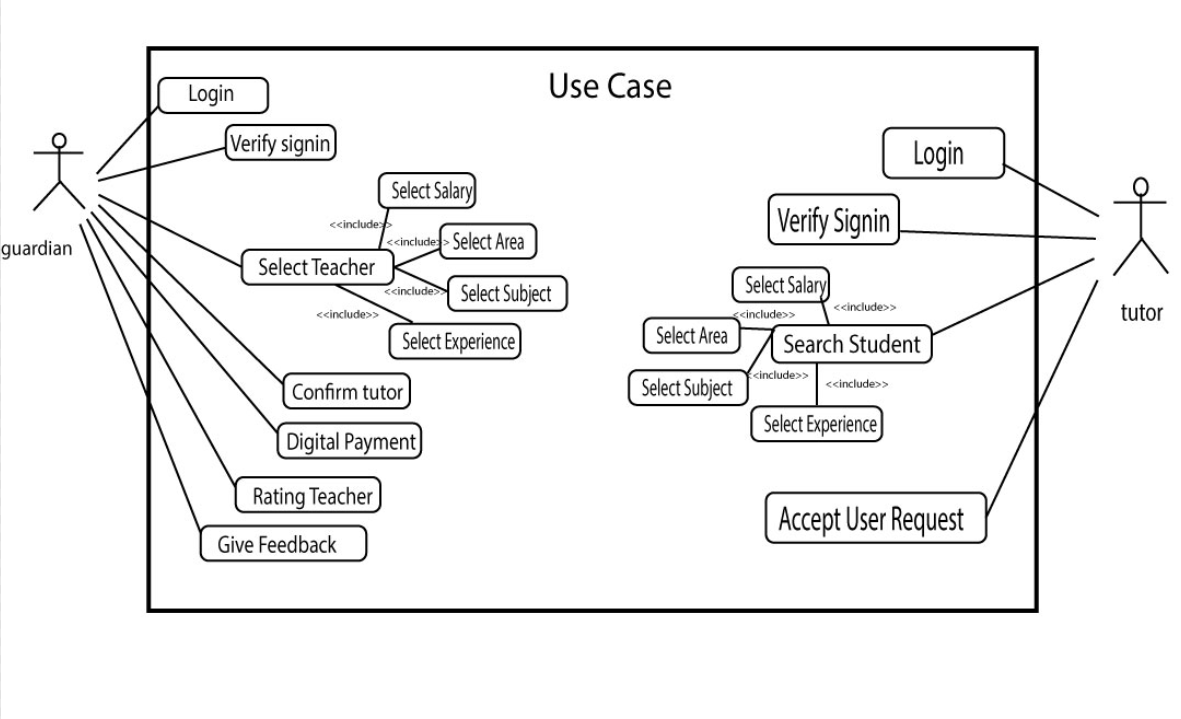 Use Case
Login
Verify signin
guardian
Select Salary
<<include>>
<<include>>
Select Area
Select Teacher
<<include>>
Select Subject
<<include>>
Select Experience
Confirm tutor
Digital Payment
Rating Teacher
Give Feedback
Login
Verify Signin
tutor
Select Salary
<<include>>
<<include>>
Select Area
Search Student
<<include>>
Select Subject
<<include>>
Select Experience
Accept User Request